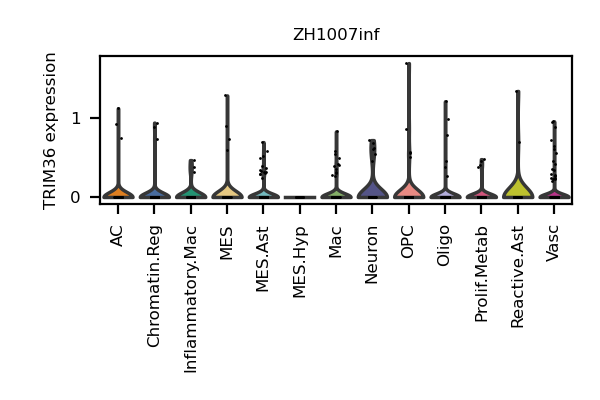 ZH1007inf
TRIM36 expression
1
0
AC
Chromatin.Reg
Inflammatory.Mac
MES
MES.Ast
MES.Hyp
Mac
Neuron
OPC
Oligo
Prolif.Metab
Reactive.Ast
Vasc